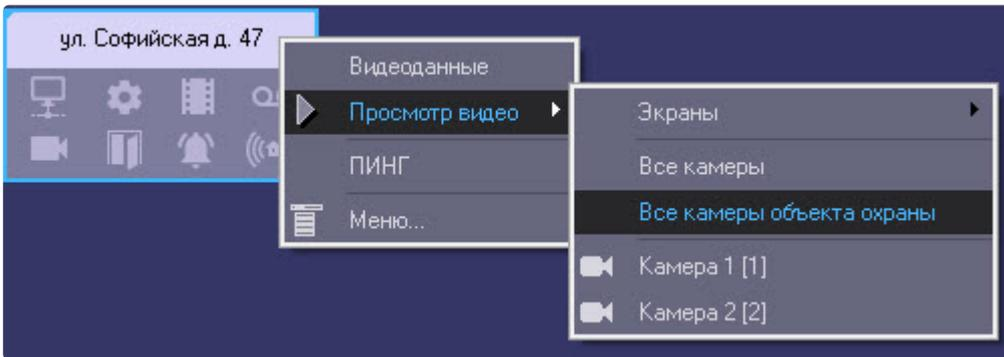 ул. Софийская д. 47
Видеоданные
Просмотр видео
ПИНГ
Меню...
Экраны
Все камеры
Все камеры объекта охраны
Камера 1 [1]
Камера 2 [2]